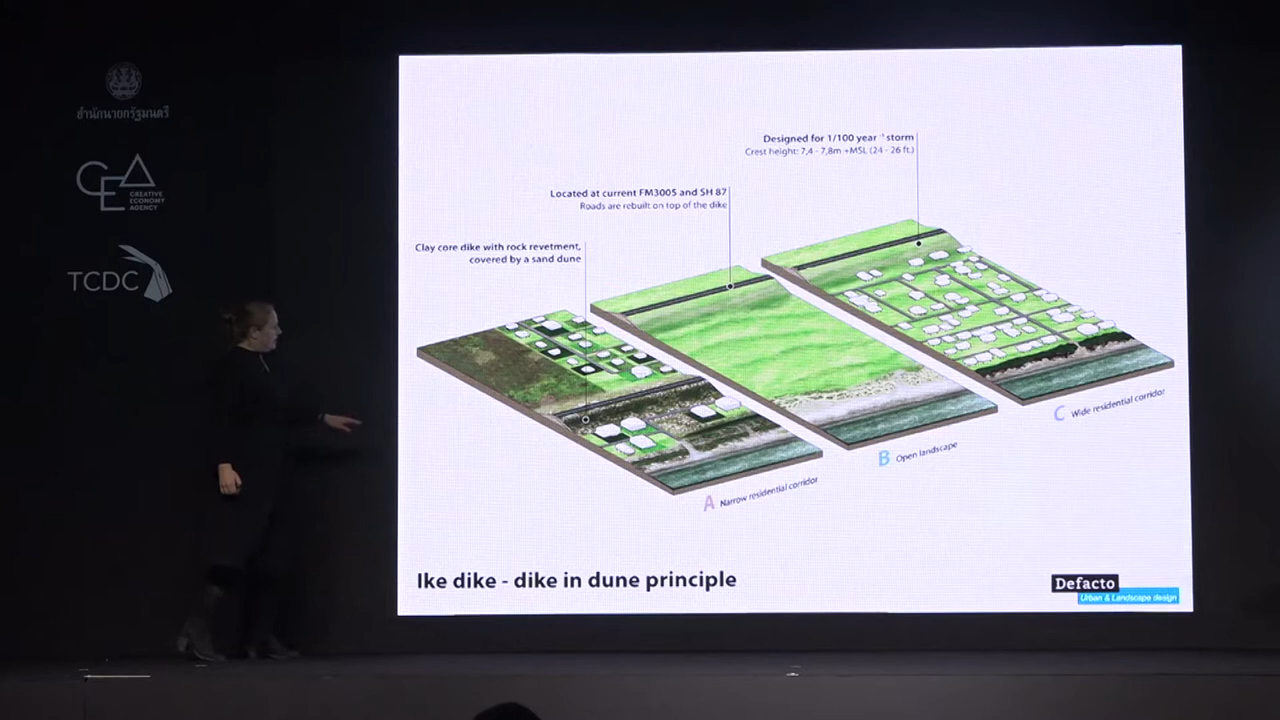 สำนักนายกรัฐมนตรี
CEA
CREATIVE
ECONOMY
AGENCY
TCDC
Designed for 1/100 year⁻¹ storm
Crest height: 7,4 - 7,8m +MSL (24 - 26 ft.)
Located at current FM3005 and SH 87
Roads are rebuilt on top of the dike
Clay core dike with rock revetment,
covered by a sand dune
C Wide residential corridor
B Open landscape
A Narrow residential corridor
Ike dike - dike in dune principle
Defacto
Urban & Landscape design